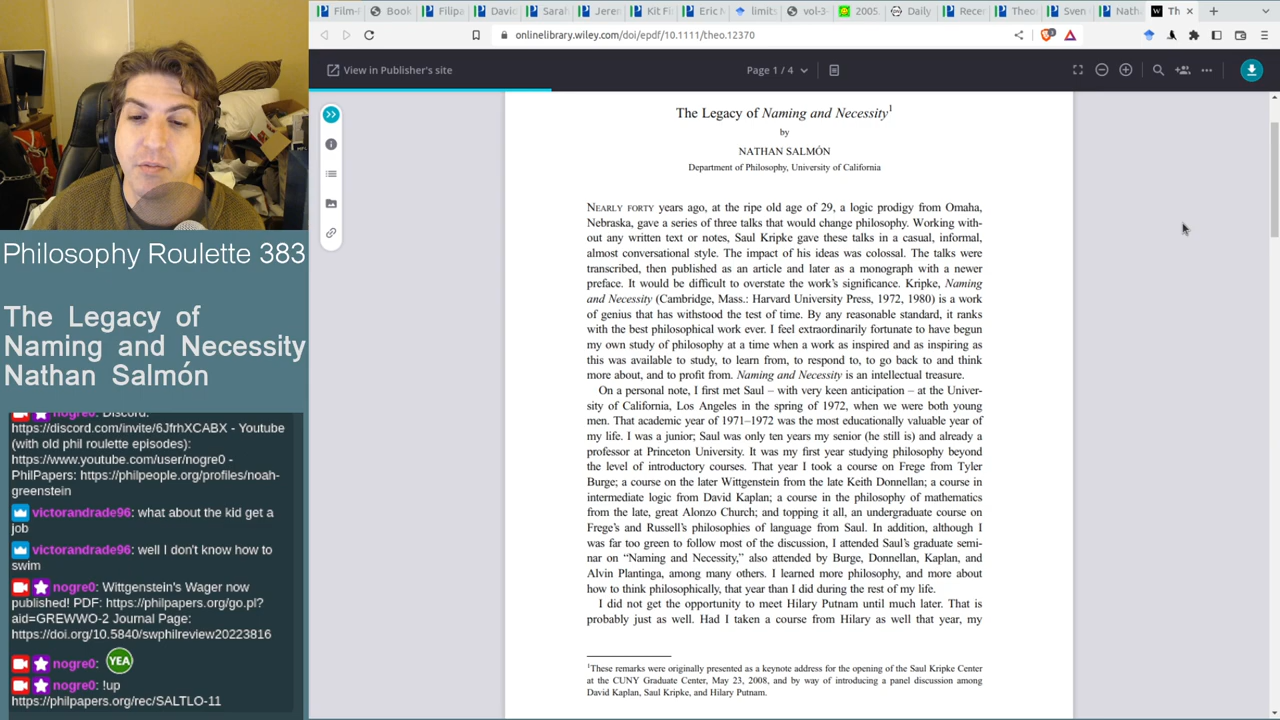 Film-
Book
Filipa
David
Sarah
Jerem
Kit Fi
Eric M
limits
vol-3-
2005.
Daily
Recen
Theo
Sven
Nath
Th
onlinelibrary.wiley.com/doi/epdf/10.1111/theo.12370
View in Publisher's site
Page 1 / 4
The Legacy of Naming and Necessity1
by
NATHAN SALMÓN
Department of Philosophy, University of California
NEARLY FORTY years ago, at the ripe old age of 29, a logic prodigy from Omaha,
Nebraska, gave a series of three talks that would change philosophy. Working with-
out any written text or notes, Saul Kripke gave these talks in a casual, informal,
almost conversational style. The impact of his ideas was colossal. The talks were
transcribed, then published as an article and later as a monograph with a newer
preface. It would be difficult to overstate the work's significance. Kripke, Naming
and Necessity (Cambridge, Mass.: Harvard University Press, 1972, 1980) is a work
of genius that has withstood the test of time. By any reasonable standard, it ranks
with the best philosophical work ever. I feel extraordinarily fortunate to have begun
my own study of philosophy at a time when a work as inspired and as inspiring as
this was available to study, to learn from, to respond to, to go back to and think
more about, and to profit from. Naming and Necessity is an intellectual treasure.
On a personal note, I first met Saul – with very keen anticipation – at the Univer-
sity of California, Los Angeles in the spring of 1972, when we were both young
men. That academic year of 1971–1972 was the most educationally valuable year of
my life. I was a junior; Saul was only ten years my senior (he still is) and already a
professor at Princeton University. It was my first year studying philosophy beyond
the level of introductory courses. That year I took a course on Frege from Tyler
Burge; a course on the later Wittgenstein from the late Keith Donnellan; a course in
intermediate logic from David Kaplan; a course in the philosophy of mathematics
from the late, great Alonzo Church; and topping it all, an undergraduate course on
Frege's and Russell's philosophies of language from Saul. In addition, although I
was far too green to follow most of the discussion, I attended Saul's graduate semi-
nar on “Naming and Necessity,” also attended by Burge, Donnellan, Kaplan, and
Alvin Plantinga, among many others. I learned more philosophy, and more about
how to think philosophically, that year than I did during the rest of my life.
I did not get the opportunity to meet Hilary Putnam until much later. That is
probably just as well. Had I taken a course from Hilary as well that year, my
1These remarks were originally presented as a keynote address for the opening of the Saul Kripke Center
at the CUNY Graduate Center, May 23, 2008, and by way of introducing a panel discussion among
David Kaplan, Saul Kripke, and Hilary Putnam.
Philosophy Roulette 383
The Legacy of
Naming and Necessity
Nathan Salmón
nogre0: Discord:
https://discord.com/invite/6JfrhXCABX - Youtube
(with old phil roulette episodes):
https://www.youtube.com/user/nogre0 -
PhilPapers: https://philpeople.org/profiles/noah-
greenstein
victorandrade96: what about the kid get a
job
victorandrade96: well I don't know how to
swim
nogre0: Wittgenstein's Wager now
published! PDF: https://philpapers.org/go.pl?
aid=GREWWO-2 Journal Page:
https://doi.org/10.5840/swphilreview20223816
nogre0: YEA
nogre0: !up
https://philpapers.org/rec/SALTLO-11